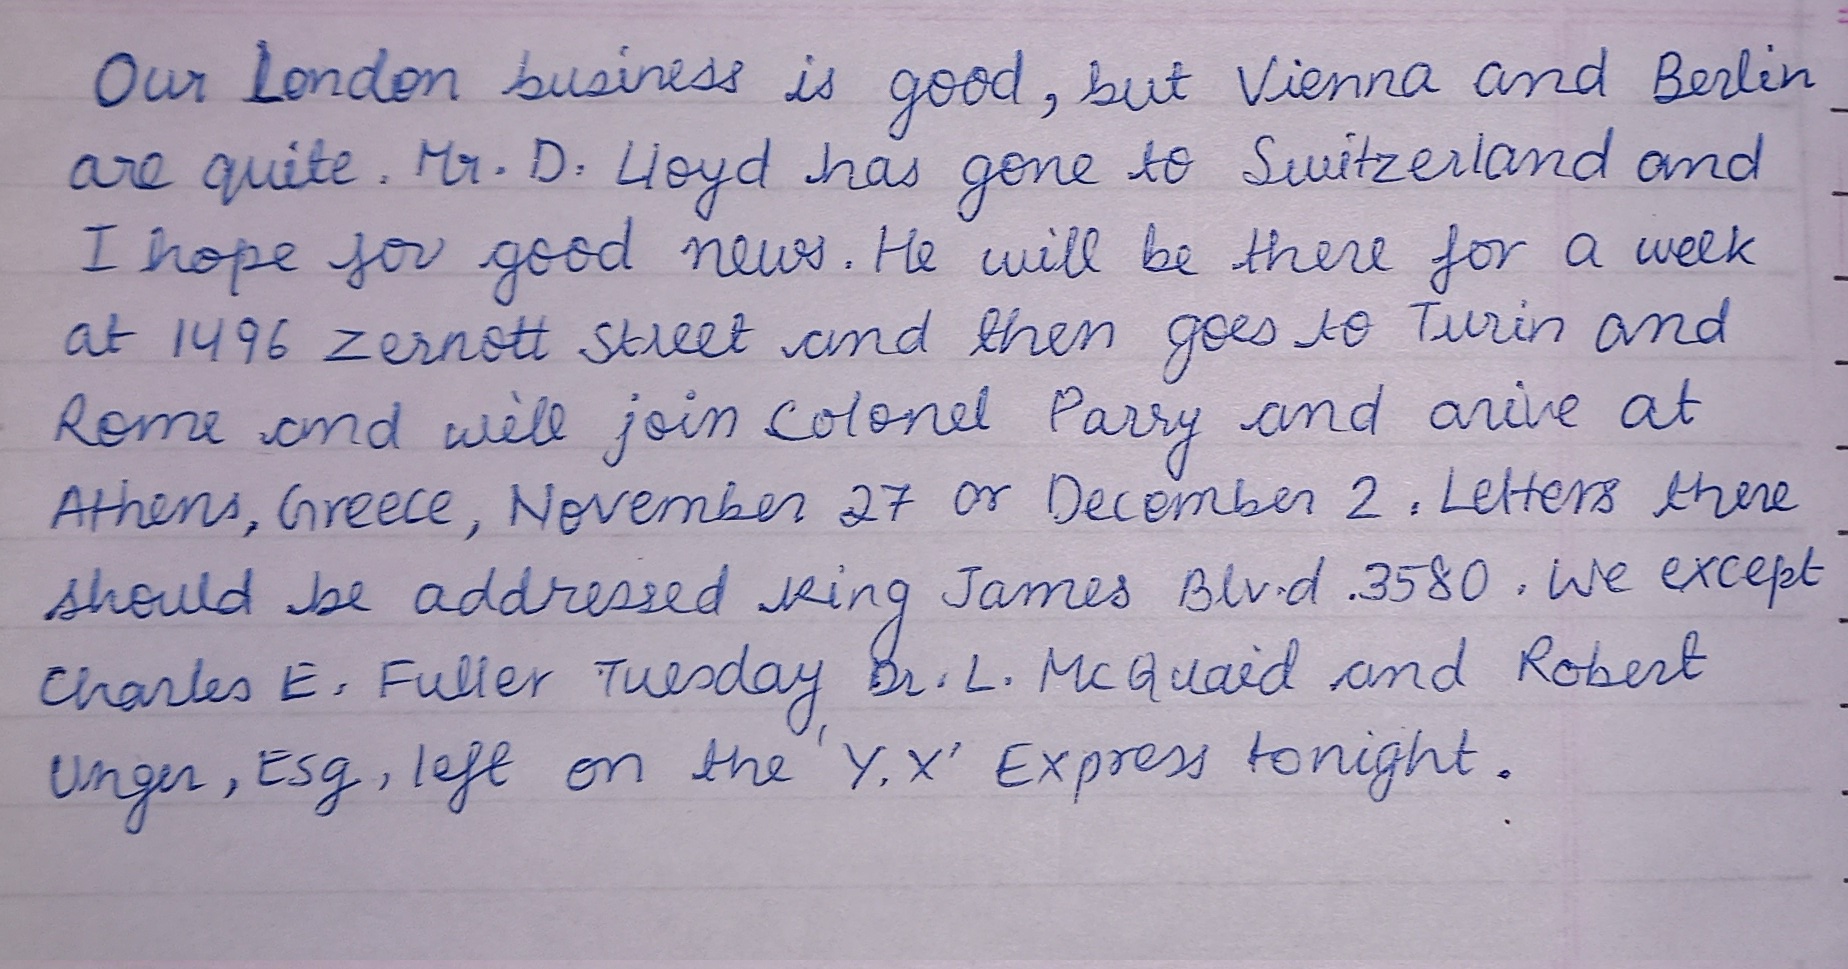 Our London business is good, but Vienna and Berlin
are quite. Mr. D. Lloyd has gone to Switzerland and
I hope for good news. He will be there for a week
at 1496 Zernott Street and then goes to Turin and
Rome and will join Colonel Parry and arive at
Athens, Greece, November 27 or December 2. Letters there
should be addressed King James Blv.d .3580. We except
Charles E. Fuller Tuesday Dr. L. McQuaid and Robert
Unger, Esg, left on the 'Y.X' Express tonight.